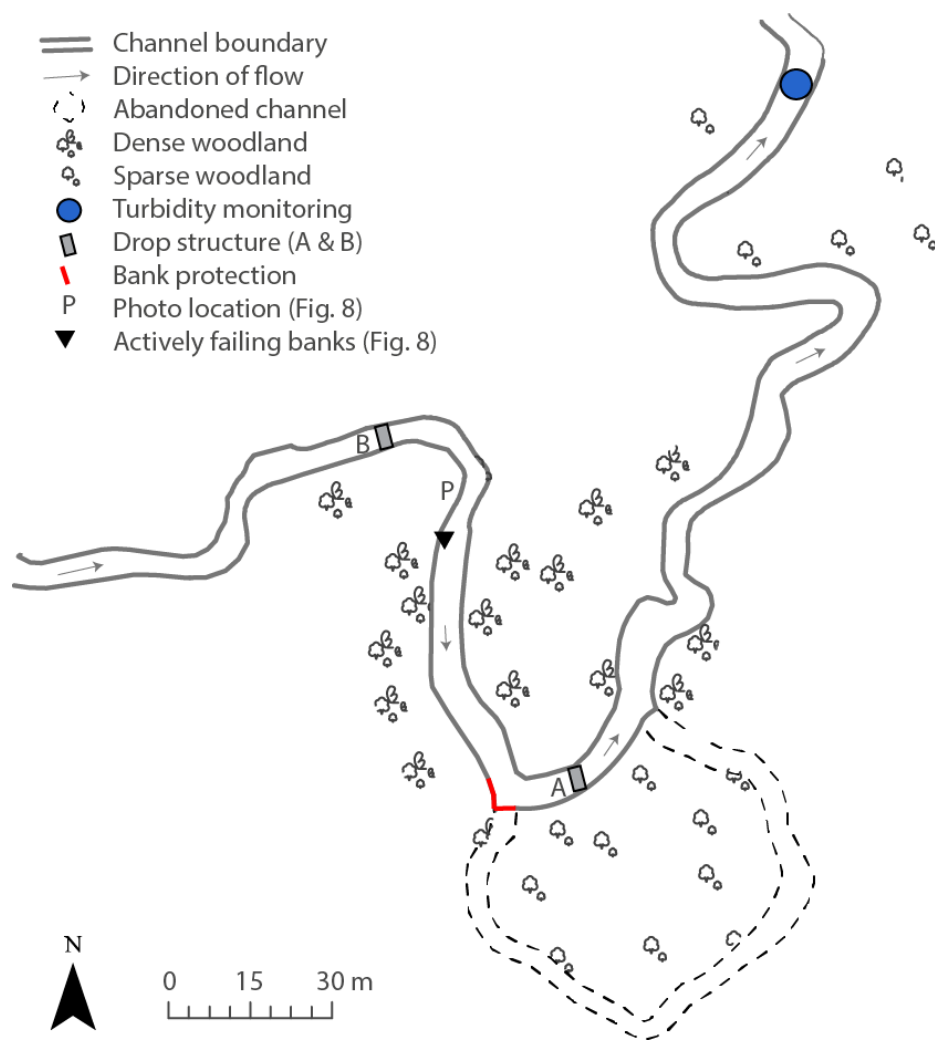 Channel boundary
Direction of flow
Abandoned channel
Dense woodland
Sparse woodland
Turbidity monitoring
Drop structure (A & B)
Bank protection
P Photo location (Fig. 8)
Actively failing banks (Fig. 8)
B
P
A
N
0 15 30 m